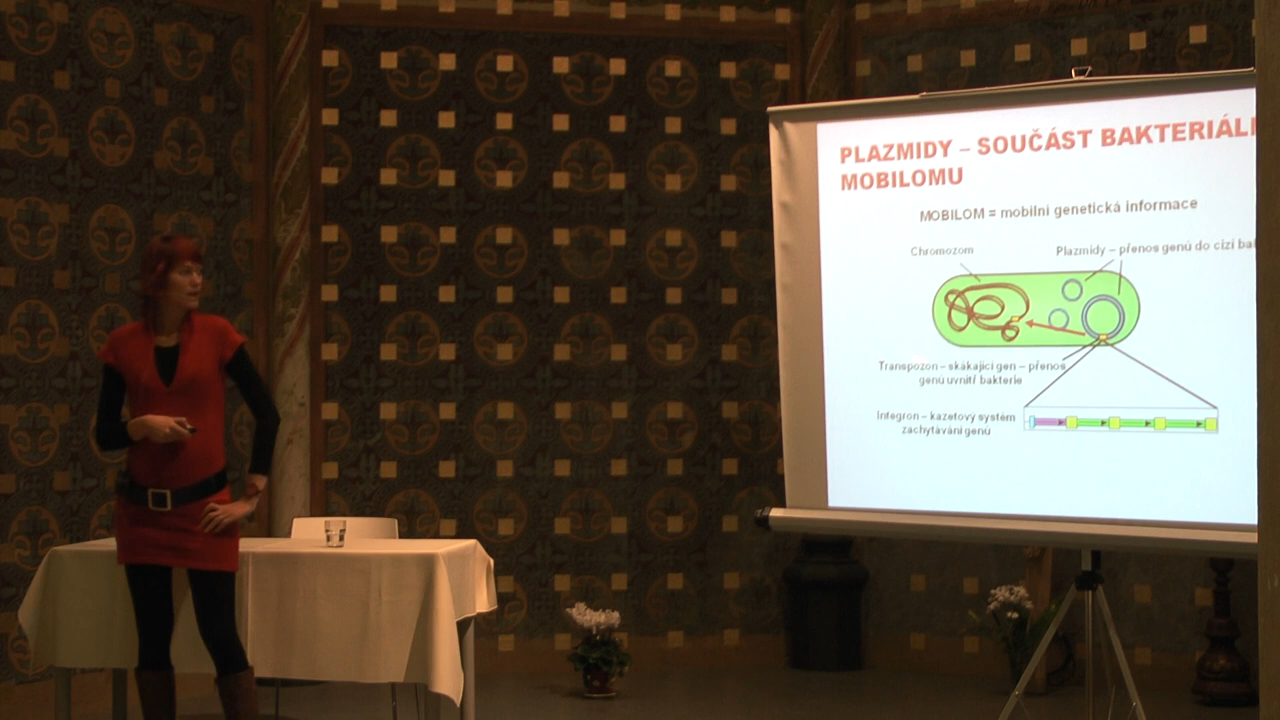 PLAZMIDY – SOUČÁST BAKTERIÁL
MOBILOMU
MOBILOM = mobilní genetická informace
Chromozom
Plazmidy – přenos genů do cizí ba
Transpozon – skákající gen – přenos
genů uvnitř bakterie
Integron – kazetový systém
zachytávání genů